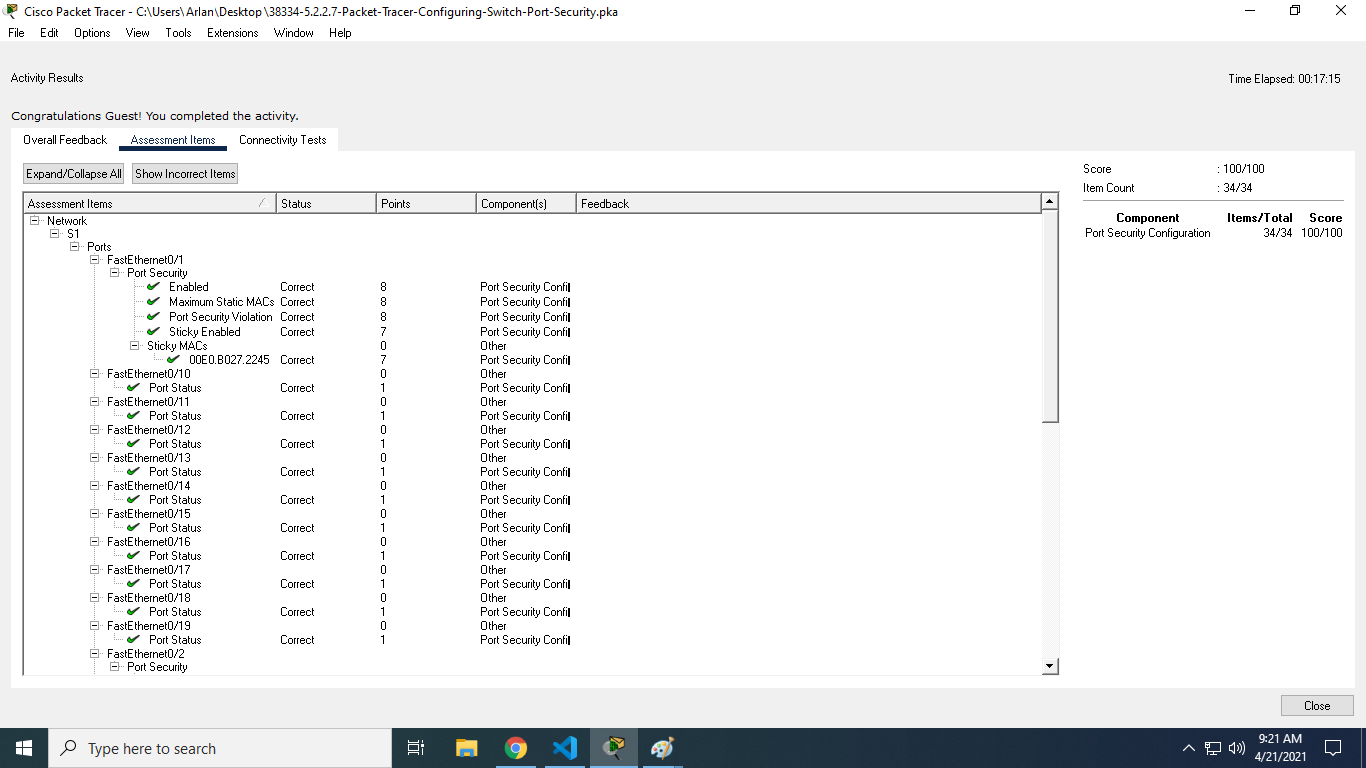 Cisco Packet Tracer - C:\Users\Arlan\Desktop\38334-5.2.2.7-Packet-Tracer-Configuring-Switch-Port-Security.pka
File Edit Options View Tools Extensions Window Help
Activity Results
Time Elapsed: 00:17:15
Congratulations Guest! You completed the activity.
Overall Feedback Assessment Items Connectivity Tests
Expand/Collapse All Show Incorrect Items
Assessment Items Status Points Component(s) Feedback
Network
S1
Ports
FastEthernet0/1
Port Security
Enabled Correct 8 Port Security Confi
Maximum Static MACs Correct 8 Port Security Confi
Port Security Violation Correct 8 Port Security Confi
Sticky Enabled Correct 7 Port Security Confi
Sticky MACs 0 Other
00E0.B027.2245 Correct 7 Port Security Confi
FastEthernet0/10 0 Other
Port Status Correct 1 Port Security Confi
FastEthernet0/11 0 Other
Port Status Correct 1 Port Security Confi
FastEthernet0/12 0 Other
Port Status Correct 1 Port Security Confi
FastEthernet0/13 0 Other
Port Status Correct 1 Port Security Confi
FastEthernet0/14 0 Other
Port Status Correct 1 Port Security Confi
FastEthernet0/15 0 Other
Port Status Correct 1 Port Security Confi
FastEthernet0/16 0 Other
Port Status Correct 1 Port Security Confi
FastEthernet0/17 0 Other
Port Status Correct 1 Port Security Confi
FastEthernet0/18 0 Other
Port Status Correct 1 Port Security Confi
FastEthernet0/19 0 Other
Port Status Correct 1 Port Security Confi
FastEthernet0/2
Port Security
Score : 100/100
Item Count : 34/34
Component Items/Total Score
Port Security Configuration 34/34 100/100
Close
Type here to search
9:21 AM
4/21/2021